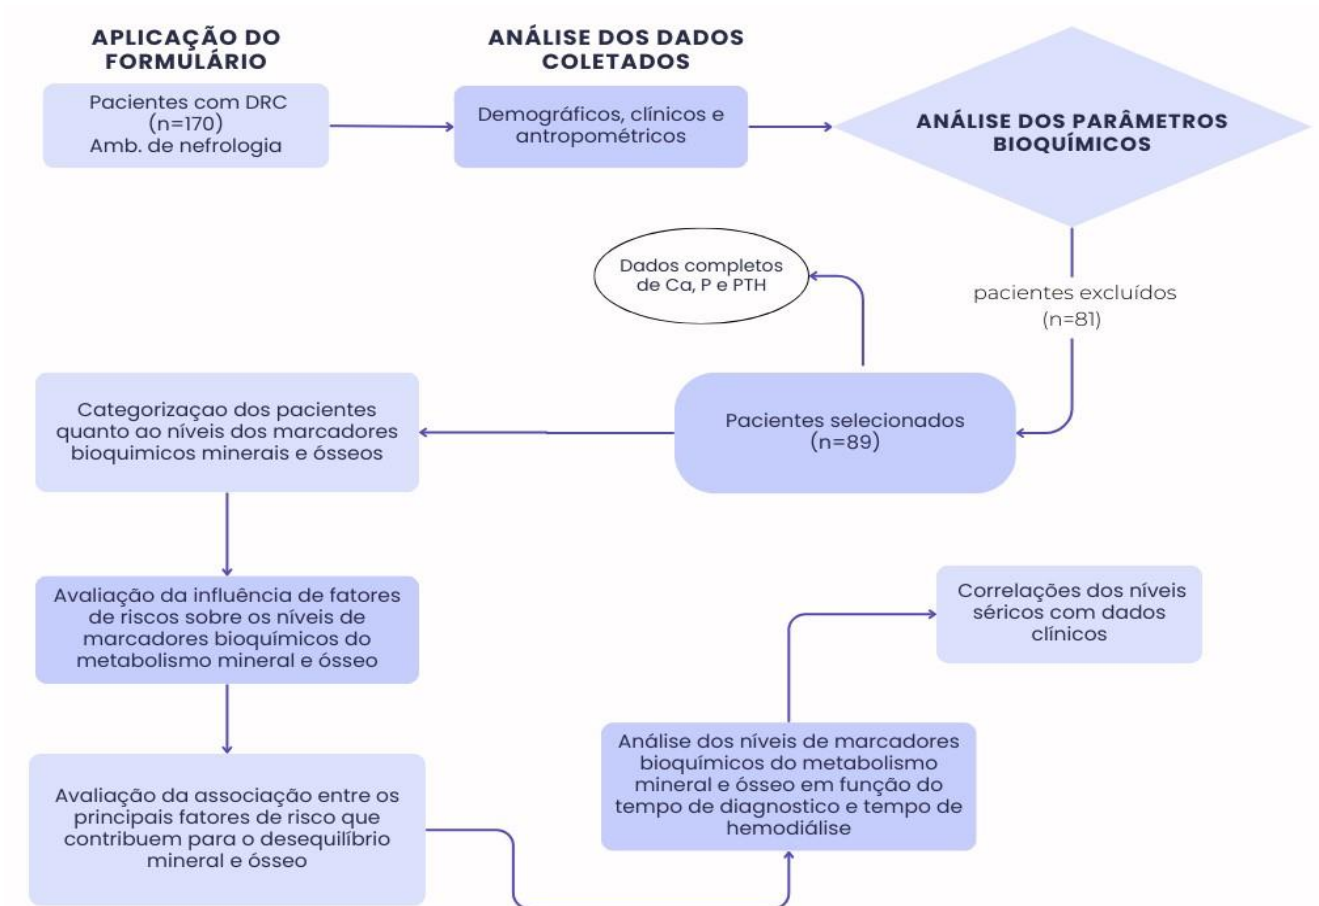 APLICAÇÃO DO
FORMULÁRIO
Pacientes com DRC
(n=170)
Amb. de nefrologia
ANÁLISE DOS DADOS
COLETADOS
Demográficos, clínicos e
antropométricos
ANÁLISE DOS PARÂMETROS
BIOQUÍMICOS
pacientes excluídos
(n=81)
Dados completos
de Ca, P e PTH
Pacientes selecionados
(n=89)
Categorizaçao dos pacientes
quanto ao níveis dos marcadores
bioquimicos minerais e ósseos
Avaliação da influência de fatores
de riscos sobre os níveis de
marcadores bioquímicos do
metabolismo mineral e ósseo
Avaliação da associação entre os
principais fatores de risco que
contribuem para o desequilíbrio
mineral e ósseo
Análise dos níveis de marcadores
bioquímicos do metabolismo
mineral e ósseo em função do
tempo de diagnostico e tempo de
hemodiálise
Correlações dos níveis
séricos com dados
clínicos